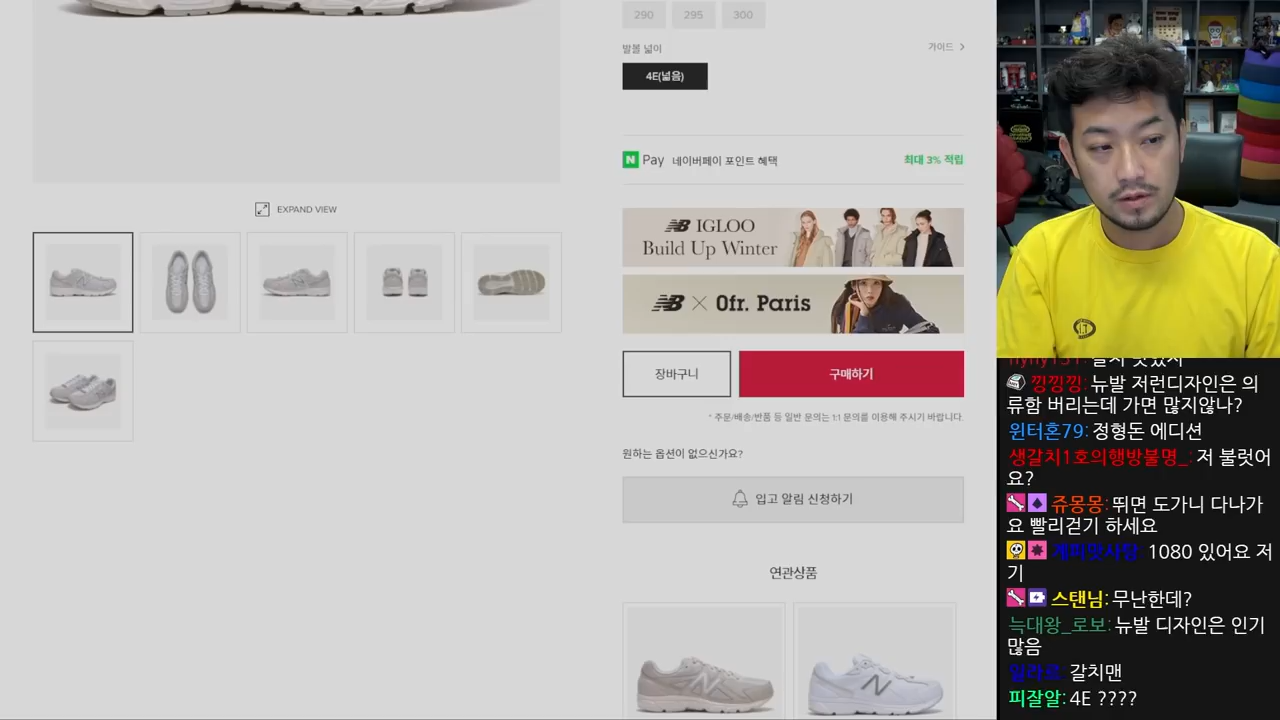 290 295 300
발볼 넓이
가이드
4E(넓음)
N Pay 네이버페이 포인트 혜택
최대 3% 적립
NB IGLOO
Build Up Winter
NB × Ofr. Paris
장바구니
구매하기
* 주문/배송/반품 등 일반 문의는 1:1 문의를 이용해 주시기 바랍니다.
원하는 옵션이 없으신가요?
입고 알림 신청하기
연관상품
EXPAND VIEW
낑낑낑: 뉴발 저런디자인은 의
류함 버리는데 가면 많지않나?
윈터혼79: 정형돈 에디션
생갈치1호의행방불명_: 저 불럿어
요?
쥬몽몽: 뛰면 도가니 다나가
요 빨리걷기 하세요
계피맛사탕: 1080 있어요 저
기
스탠님: 무난한데?
늑대왕_로보: 뉴발 디자인은 인기
많음
밀라르: 갈치맨
피잘알: 4E ????